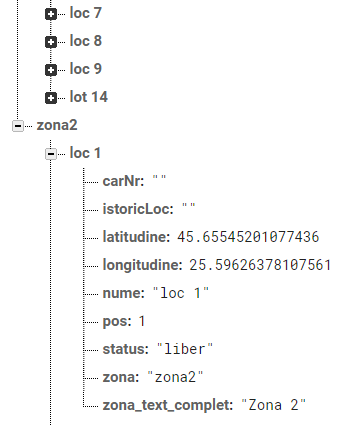 loc 7
loc 8
loc 9
lot 14
zona2
loc 1
carNr: ""
istoricLoc: ""
latitudine: 45.65545201077436
longitudine: 25.59626378107561
nume: "loc 1"
pos: 1
status: "liber"
zona: "zona2"
zona_text_complet: "Zona 2"